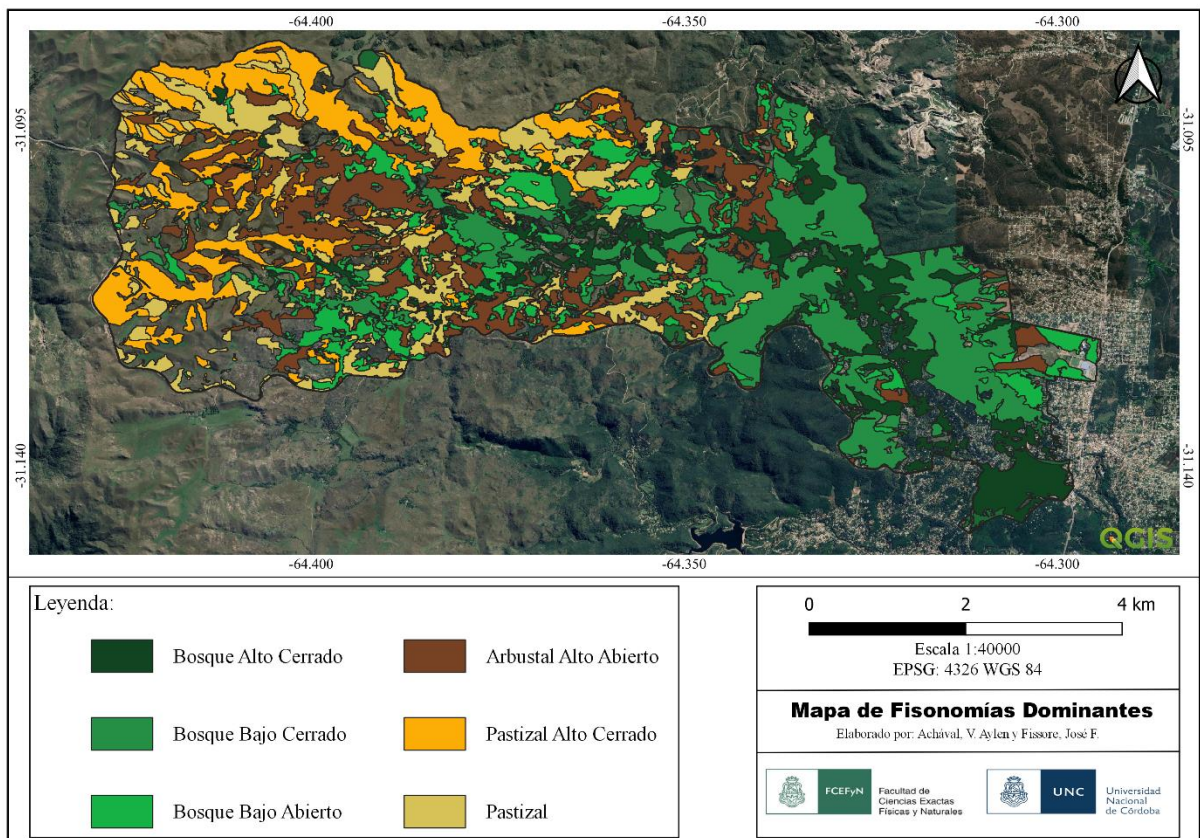 -64.400
-64.350
-64.300
-31.095
-31.095
-31.140
-31.140
QGIS
-64.400
-64.350
-64.300
Leyenda:
Bosque Alto Cerrado
Arbustal Alto Abierto
Bosque Bajo Cerrado
Pastizal Alto Cerrado
Bosque Bajo Abierto
Pastizal
0 2 4 km
Escala 1:40000
EPSG: 4326 WGS 84
Mapa de Fisonomías Dominantes
Elaborado por: Achával, V. Aylen y Fissore, José F.
FCEFyN
Facultad de
Ciencias Exactas
Físicas y Naturales
UNC
Universidad
Nacional
de Córdoba